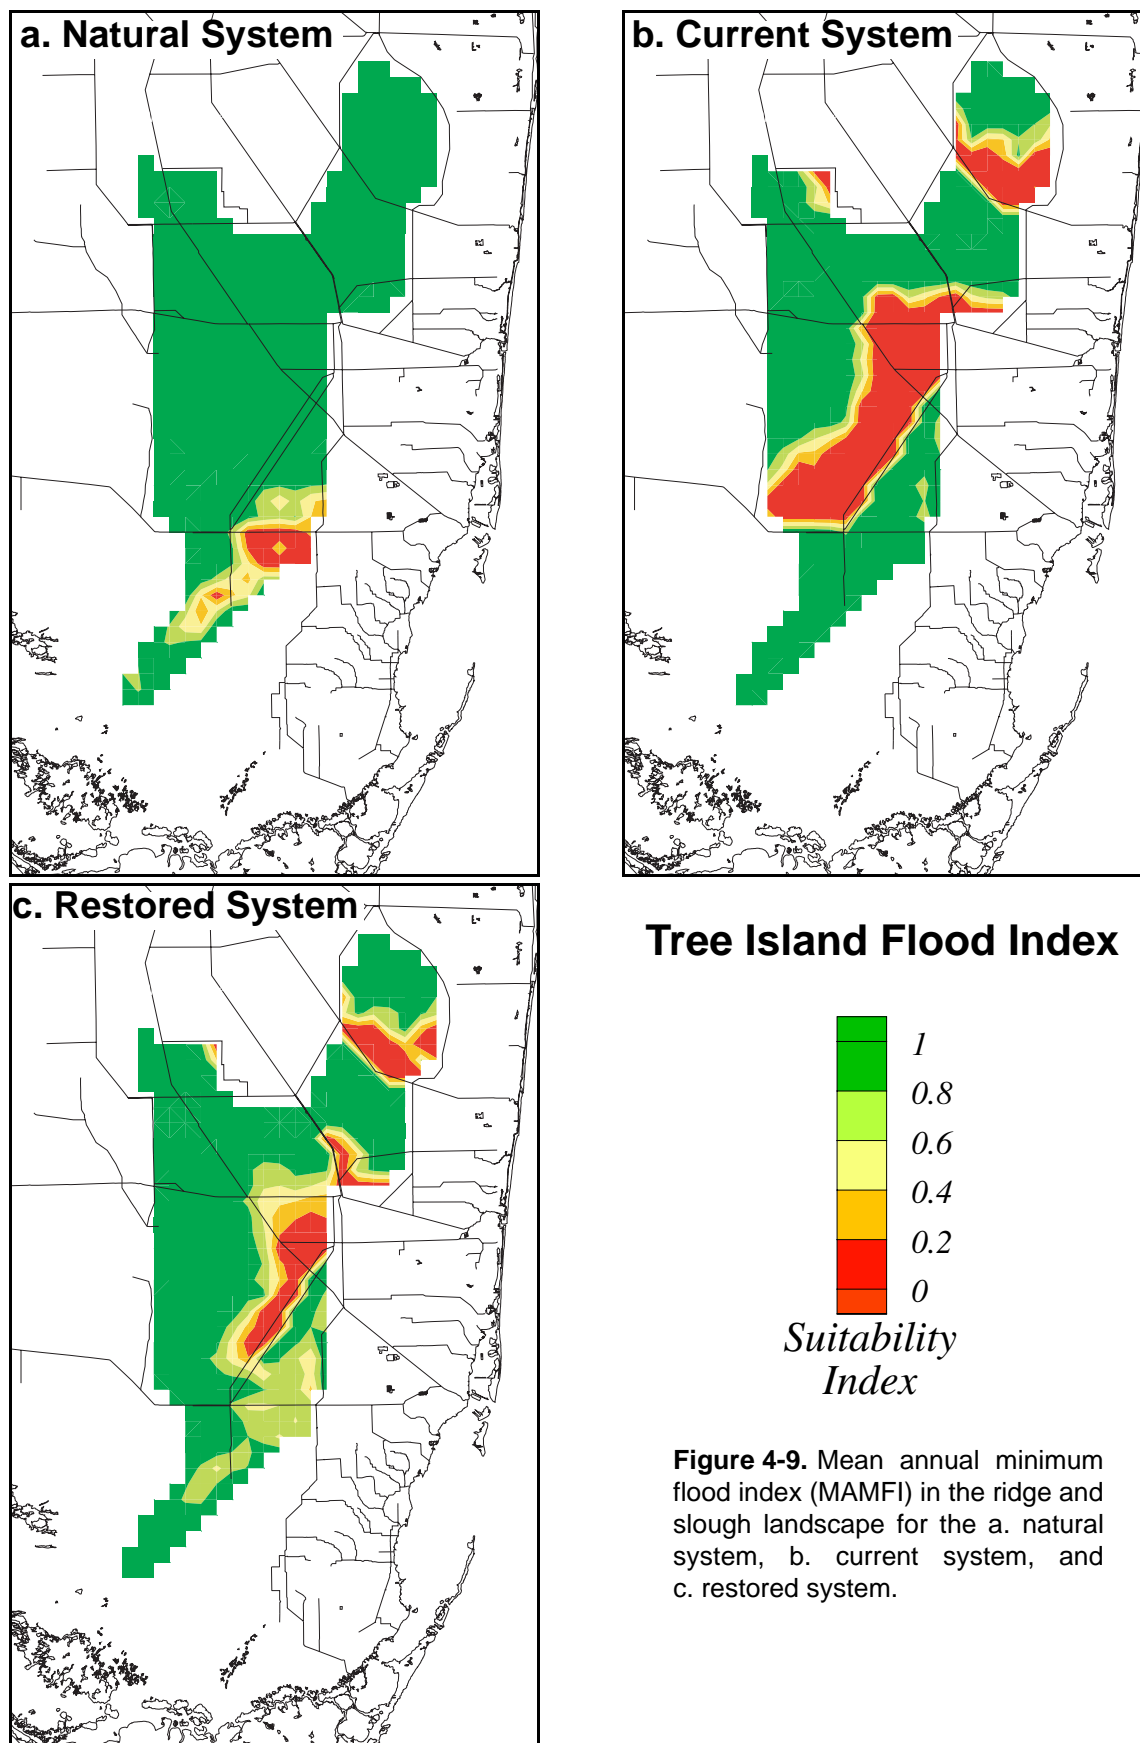 a. Natural System
b. Current System
c. Restored System
Tree Island Flood Index
1
0.8
0.6
0.4
0.2
0
Suitability
Index
Figure 4-9. Mean annual minimum
flood index (MAMFI) in the ridge and
slough landscape for the a. natural
system, b. current system, and
c. restored system.